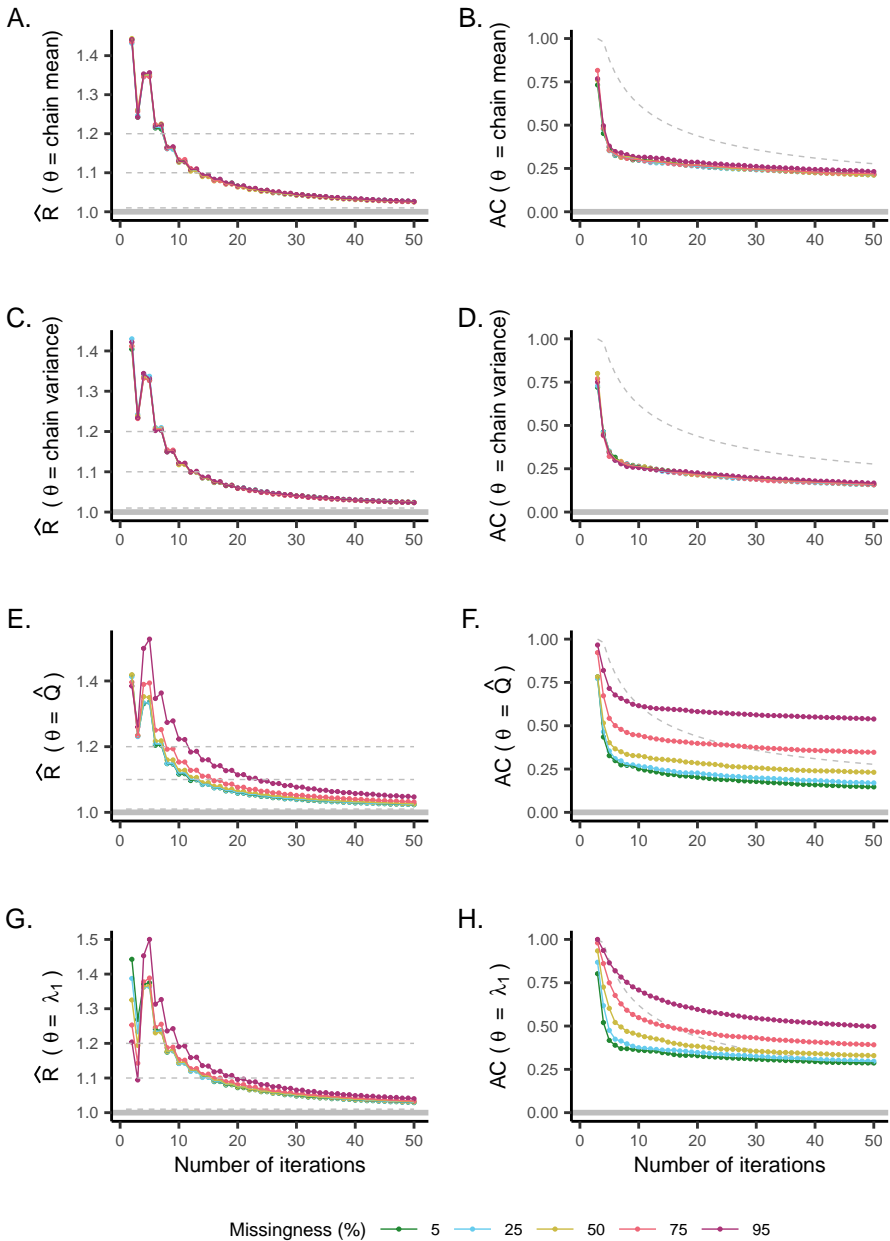 A.
R̂ ( θ = chain mean)
1.4
1.3
1.2
1.1
1.0
0 10 20 30 40 50
B.
AC ( θ = chain mean)
1.00
0.75
0.50
0.25
0.00
0 10 20 30 40 50
C.
R̂ ( θ = chain variance)
1.4
1.3
1.2
1.1
1.0
0 10 20 30 40 50
D.
AC ( θ = chain variance)
1.00
0.75
0.50
0.25
0.00
0 10 20 30 40 50
E.
R̂ ( θ = Q̂ )
1.4
1.2
1.0
0 10 20 30 40 50
F.
AC ( θ = Q̂ )
1.00
0.75
0.50
0.25
0.00
0 10 20 30 40 50
G.
R̂ ( θ = λ₁ )
1.5
1.4
1.3
1.2
1.1
1.0
0 10 20 30 40 50
Number of iterations
H.
AC ( θ = λ₁ )
1.00
0.75
0.50
0.25
0.00
0 10 20 30 40 50
Number of iterations
Missingness (%) 5 25 50 75 95